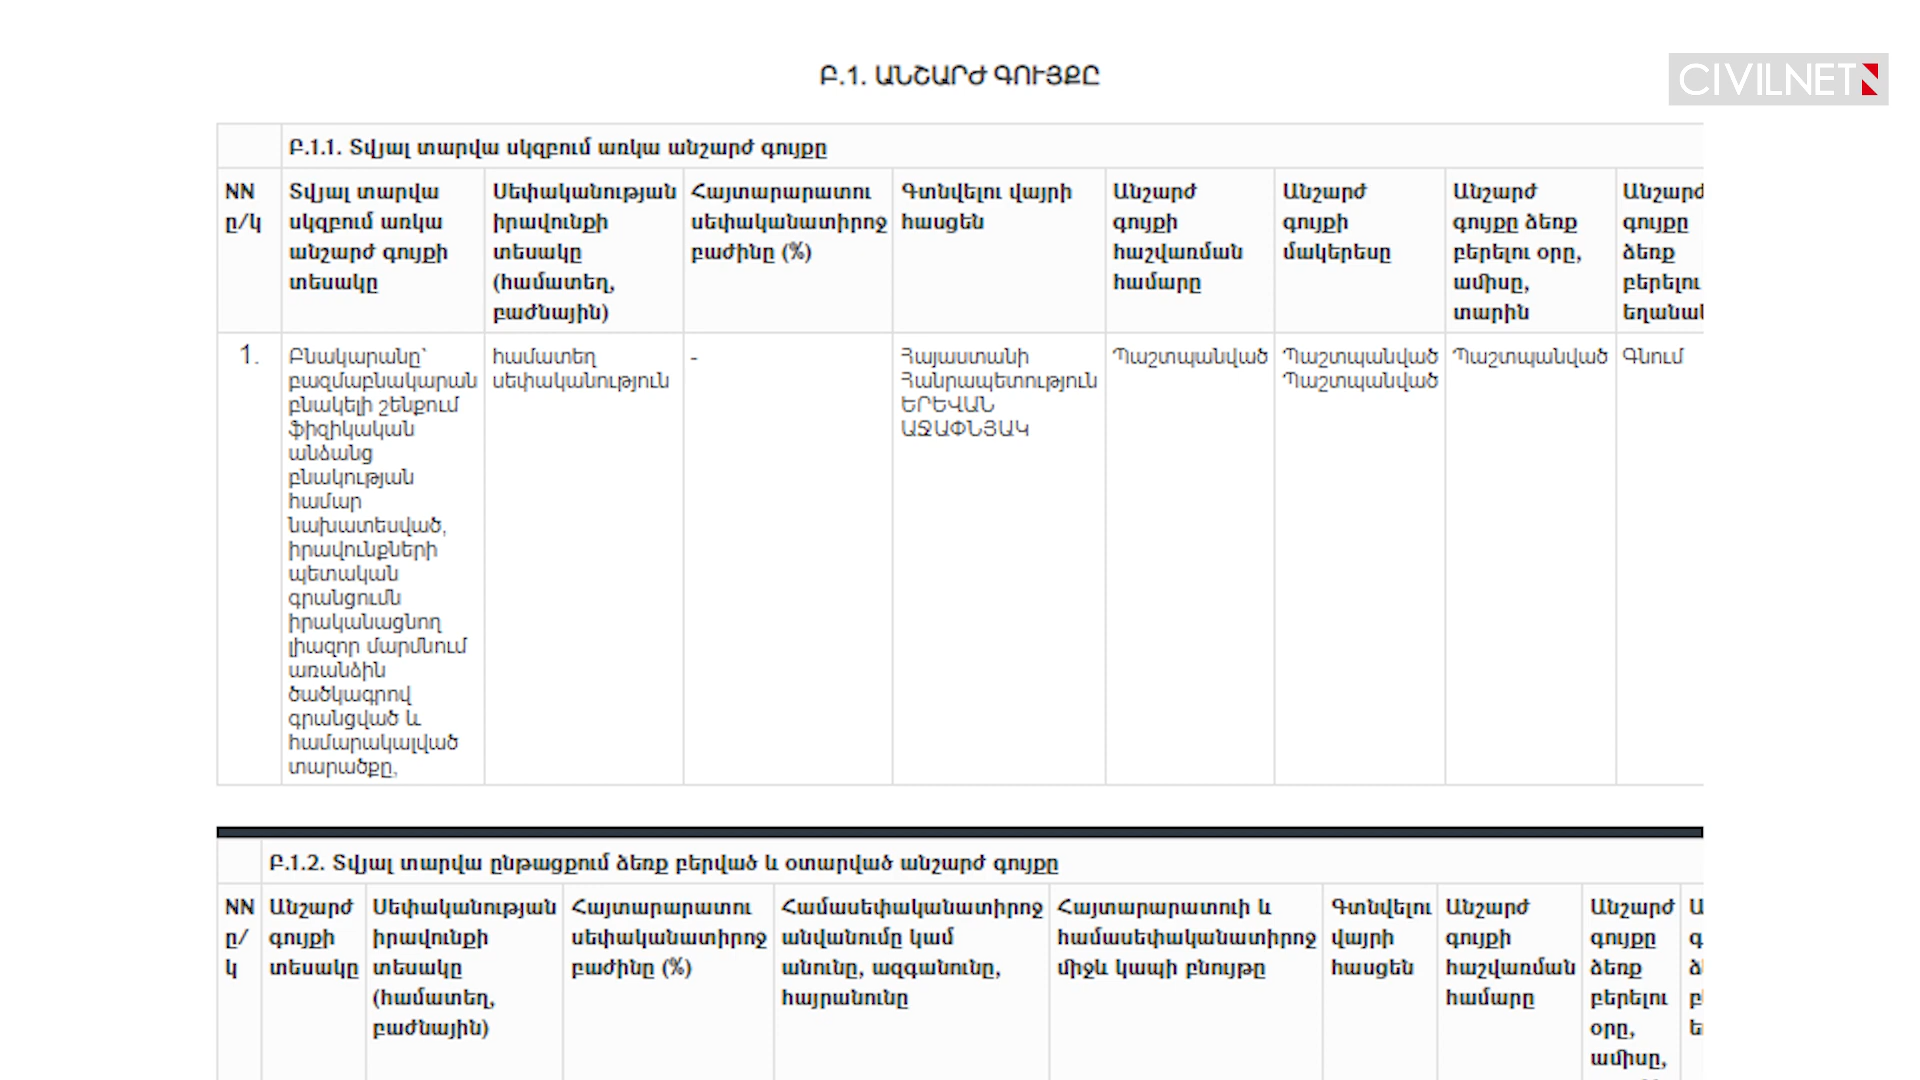 CIVILNET
Բ.1. ԱՆՇԱՐԺ ԳՈՒՅՔԸ
Բ.1.1. Տվյալ տարվա սկզբում առկա անշարժ գույքը
NN
ը/կ
Տվյալ տարվա
սկզբում առկա
անշարժ գույքի
տեսակը
Սեփականության
իրավունքի
տեսակը
(համատեղ,
բաժնային)
Հայտարարատու
սեփականատիրոջ
բաժինը (%)
Գտնվելու վայրի
հասցեն
Անշարժ
գույքի
հաշվառման
համարը
Անշարժ
գույքի
մակերեսը
Անշարժ
գույքը ձեռք
բերելու օրը,
ամիսը,
տարին
Անշարժ
գույքը
ձեռք
բերելու
1.
Բնակարանը՝
բազմաբնակարան
բնակելի շենքում
ֆիզիկական
անձանց
բնակության
համար
նախատեսված,
իրավունքների
պետական
գրանցումն
իրականացնող
լիազոր մարմնում
առանձին
ծածկագրով
գրանցված և
համարակալված
տարածքը,
համատեղ
սեփականություն
-
Հայաստանի
Հանրապետություն
ԵՐԵՎԱՆ
ԱՋԱՓՆՅԱԿ
Պաշտպանված
Պաշտպանված
Պաշտպանված
Պաշտպանված
Գնում
Բ.1.2. Տվյալ տարվա ընթացքում ձեռք բերված և օտարված անշարժ գույքը
NN
ը/
կ
Անշարժ
գույքի
տեսակը
Սեփականության
իրավունքի
տեսակը
(համատեղ,
բաժնային)
Հայտարարատու
սեփականատիրոջ
բաժինը (%)
Համասեփականատիրոջ
անվանումը կամ
անունը, ազգանունը,
հայրանունը
Հայտարարատուի և
համասեփականատիրոջ
միջև կապի բնույթը
Գտնվելու
վայրի
հասցեն
Անշարժ
գույքի
հաշվառման
համարը
Անշարժ
գույքը
ձեռք
բերելու
օրը,
ամիսը,